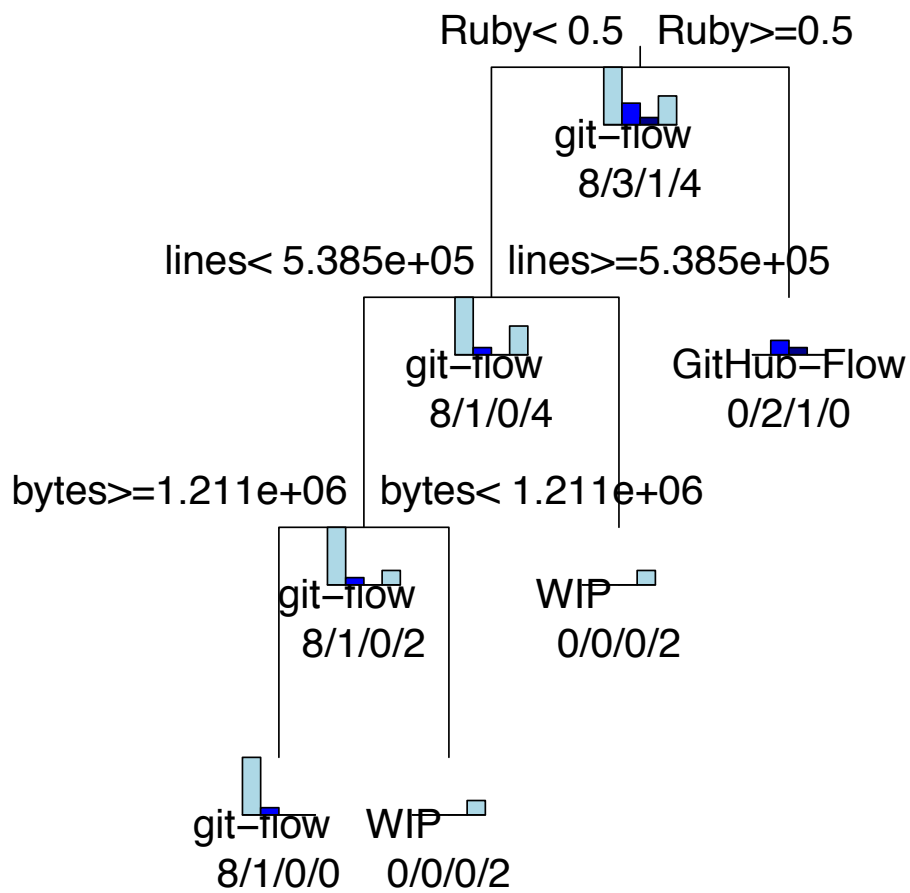 Ruby< 0.5 Ruby>=0.5
git−flow
8/3/1/4
lines< 5.385e+05 lines>=5.385e+05
git−flow GitHub−Flow
8/1/0/4 0/2/1/0
bytes>=1.211e+06 bytes< 1.211e+06
git−flow WIP
8/1/0/2 0/0/0/2
git−flow WIP
8/1/0/0 0/0/0/2